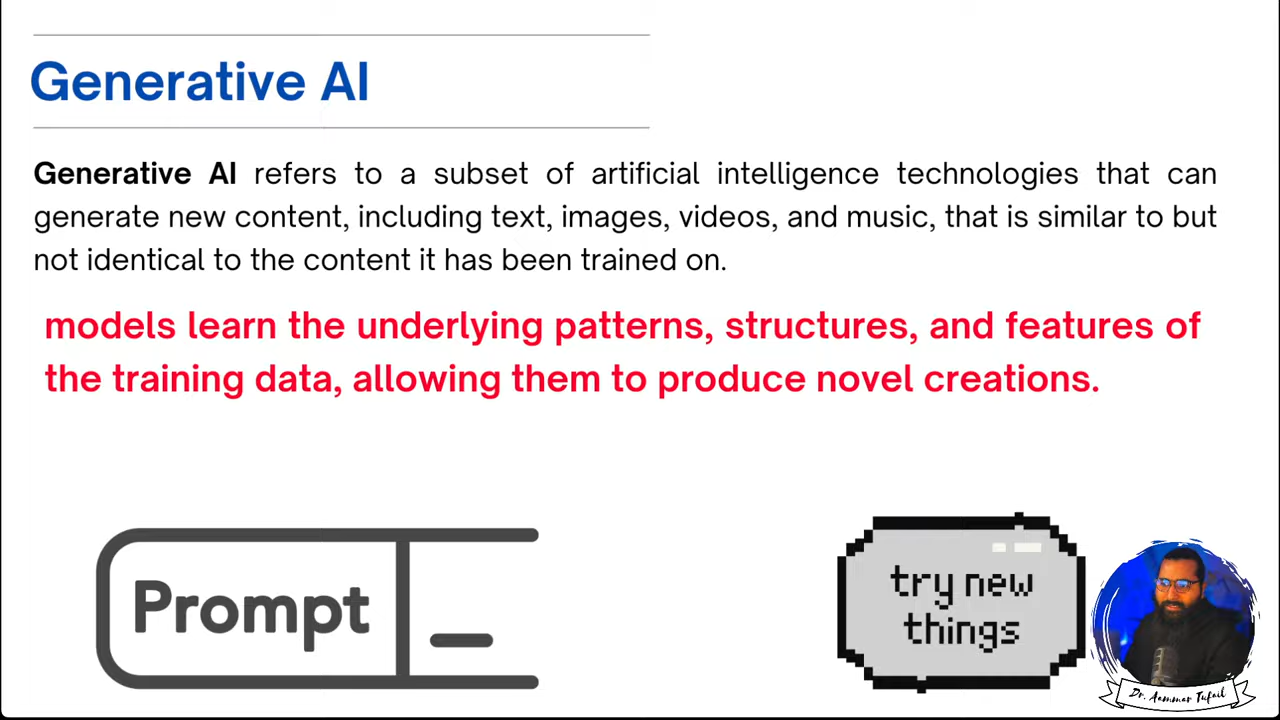 Generative AI
Generative AI refers to a subset of artificial intelligence technologies that can
generate new content, including text, images, videos, and music, that is similar to but
not identical to the content it has been trained on.
models learn the underlying patterns, structures, and features of
the training data, allowing them to produce novel creations.
Prompt _
try new
things
Dr. Aammar Tufail